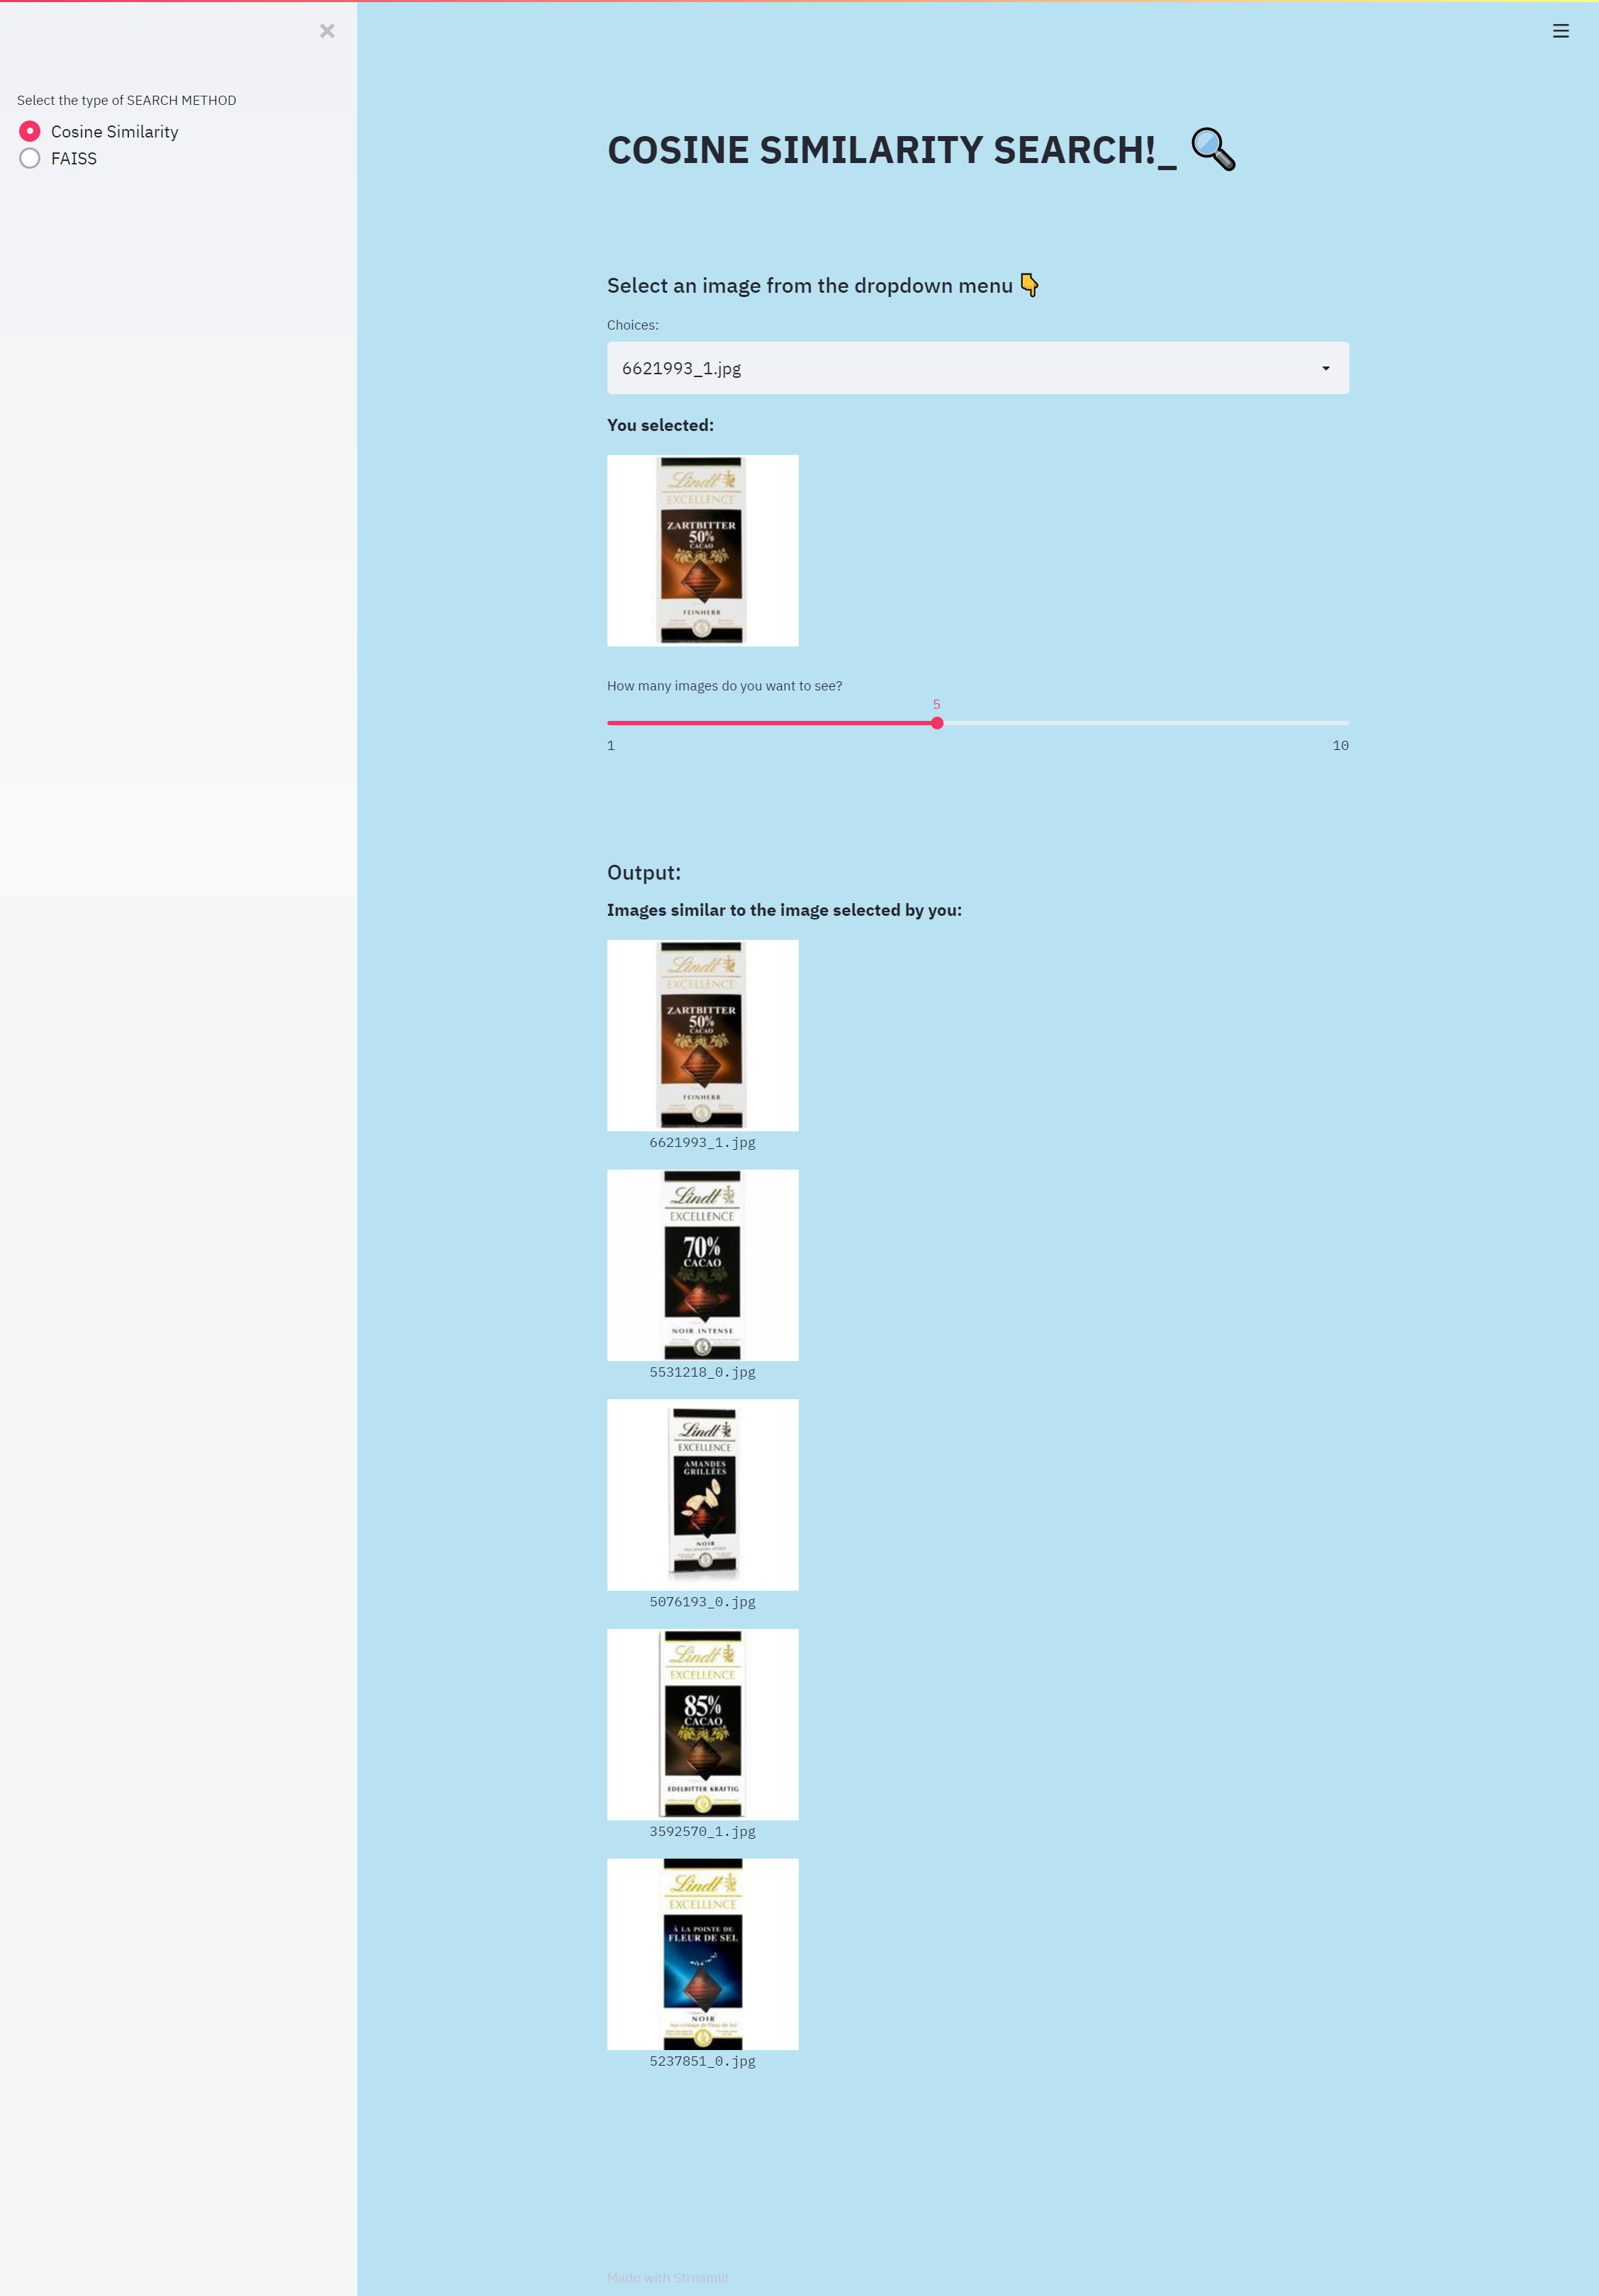 Select the type of SEARCH METHOD
Cosine Similarity
FAISS
COSINE SIMILARITY SEARCH!_
Select an image from the dropdown menu
Choices:
6621993_1.jpg
You selected:
Lindt
EXCELLENCE
ZARTBITTER
50%
CACAO
FEINHERB
How many images do you want to see?
5
1
10
Output:
Images similar to the image selected by you:
Lindt
EXCELLENCE
ZARTBITTER
50%
CACAO
FEINHERB
6621993_1.jpg
Lindt
EXCELLENCE
70%
CACAO
NOIR INTENSE
5531218_0.jpg
Lindt
EXCELLENCE
AMANDES
GRILLÉES
NOIR
5076193_0.jpg
Lindt
EXCELLENCE
85%
CACAO
EDELBITTER KRÄFTIG
3592570_1.jpg
Lindt
EXCELLENCE
À LA POINTE DE
FLEUR DE SEL
NOIR
5237851_0.jpg
Made with Streamlit